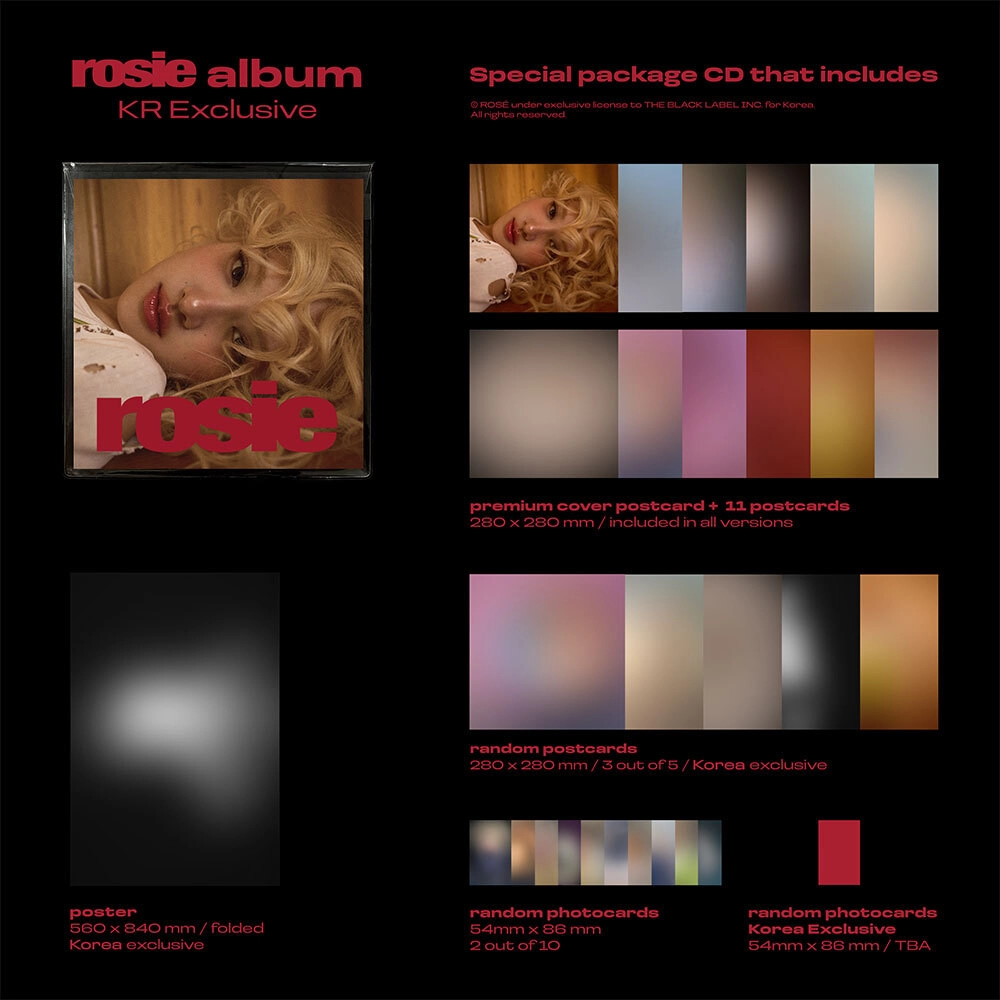 rosie album
KR Exclusive
Special package CD that includes
© ROSÉ under exclusive license to THE BLACK LABEL INC. for Korea.
All rights reserved
rosie
premium cover postcard + 11 postcards
280 x 280 mm / included in all versions
random postcards
280 x 280 mm / 3 out of 5 / Korea exclusive
poster
560 x 840 mm / folded
Korea exclusive
random photocards
54mm x 86 mm
2 out of 10
random photocards
Korea Exclusive
54mm x 86 mm / TBA